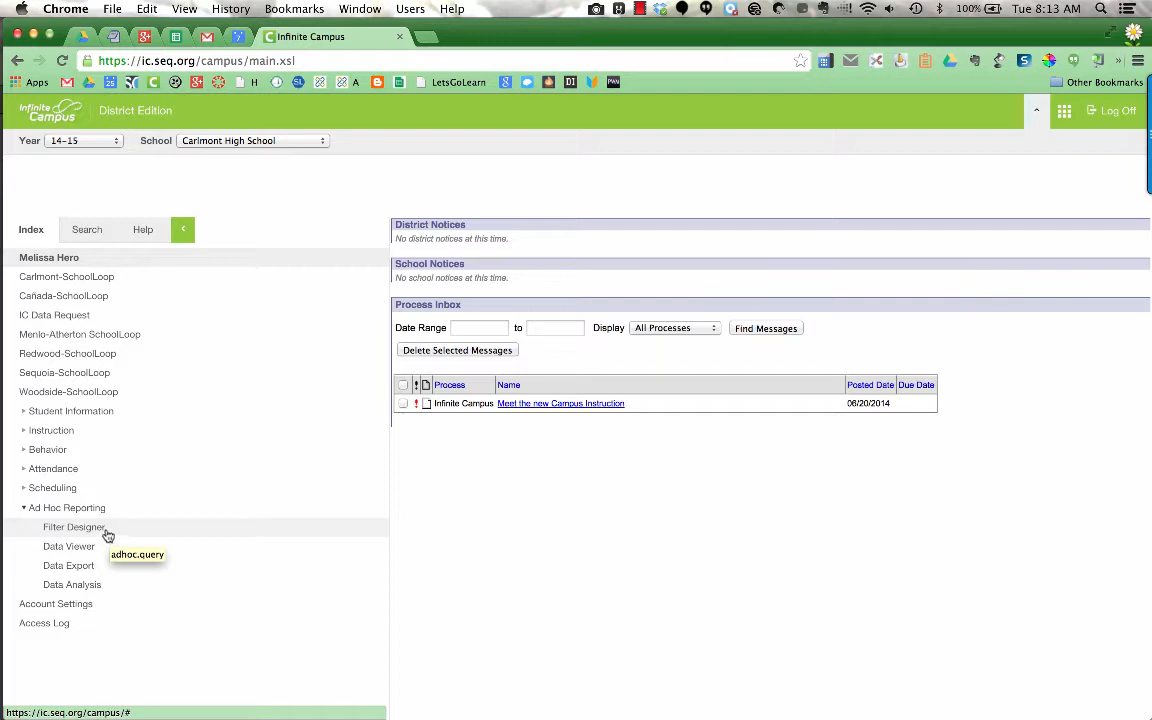 Chrome File Edit View History Bookmarks Window Users Help 100% Tue 8:13 AM
Infinite Campus
https://ic.seq.org/campus/main.xsl
Apps H LetsGoLearn A Other Bookmarks
Infinite Campus District Edition Log Off
Year 14-15 School Carlmont High School
Index Search Help
Melissa Hero
Carlmont-SchoolLoop
Cañada-SchoolLoop
IC Data Request
Menlo-Atherton SchoolLoop
Redwood-SchoolLoop
Sequoia-SchoolLoop
Woodside-SchoolLoop
Student Information
Instruction
Behavior
Attendance
Scheduling
Ad Hoc Reporting
Filter Designer
Data Viewer
adhoc.query
Data Export
Data Analysis
Account Settings
Access Log
District Notices
No district notices at this time.
School Notices
No school notices at this time.
Process Inbox
Date Range to Display All Processes Find Messages
Delete Selected Messages
! Process Name Posted Date Due Date
! Infinite Campus Meet the new Campus Instruction 06/20/2014
https://ic.seq.org/campus/#